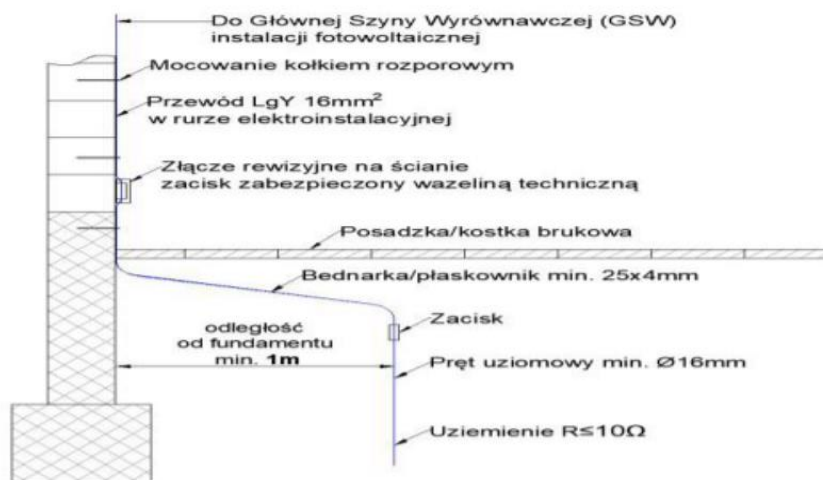 Do Głównej Szyny Wyrównawczej (GSW)
instalacji fotowoltaicznej
Mocowanie kołkiem rozporowym
Przewód LgY 16mm²
w rurze elektroinstalacyjnej
Złącze rewizyjne na ścianie
zacisk zabezpieczony wazeliną techniczną
Posadzka/kostka brukowa
Bednarka/płaskownik min. 25x4mm
odległość
od fundamentu
min. 1m
Zacisk
Pręt uziomowy min. Ø16mm
Uziemienie R≤10Ω